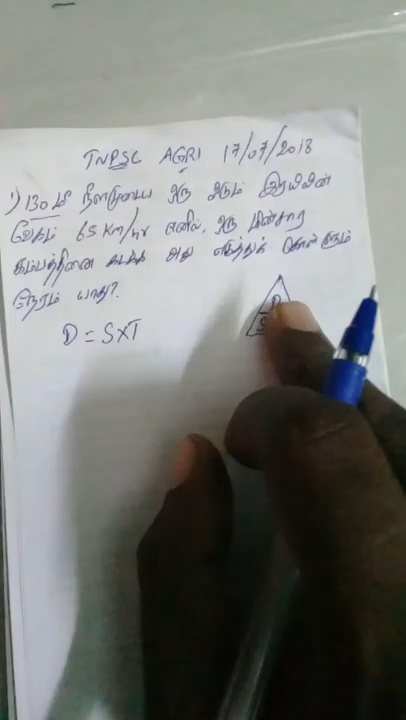 TNPSC AGRI 17/07/2018
1) 130 மீ நீளமுடைய ஒரு ஓடும் இரயிலின்
வேகம் 65 Km/hr எனில், ஒரு மின்சார
கம்பத்தினை கடக்க அது எடுத்துக் கொள்ளும்
நேரம் யாது?
D = S×T
D
S